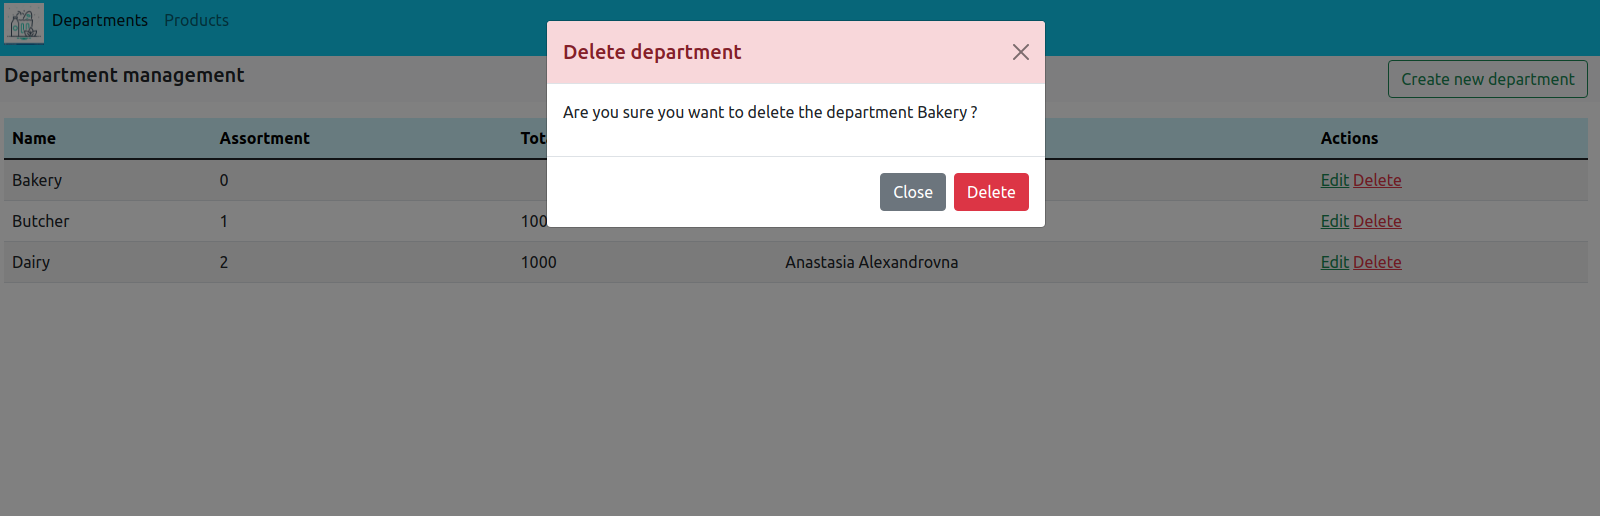 Departments Products
Delete department
Department management
Create new department
Are you sure you want to delete the department Bakery ?
Name Assortment Actions
Bakery 0 Edit Delete
Close Delete
Butcher 1 Edit Delete
Dairy 2 1000 Anastasia Alexandrovna Edit Delete